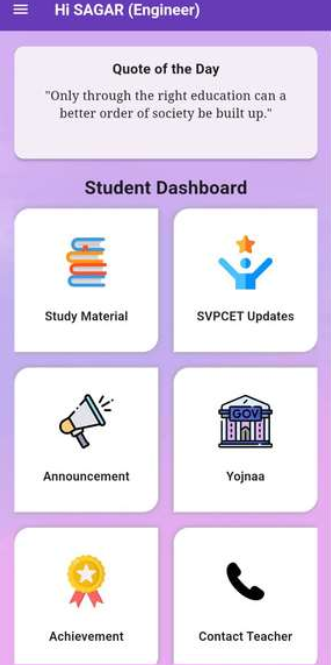 Hi SAGAR (Engineer)
Quote of the Day
"Only through the right education can a
better order of society be built up."
Student Dashboard
Study Material
SVPCET Updates
GOV
Announcement
Yojnaa
Achievement
Contact Teacher